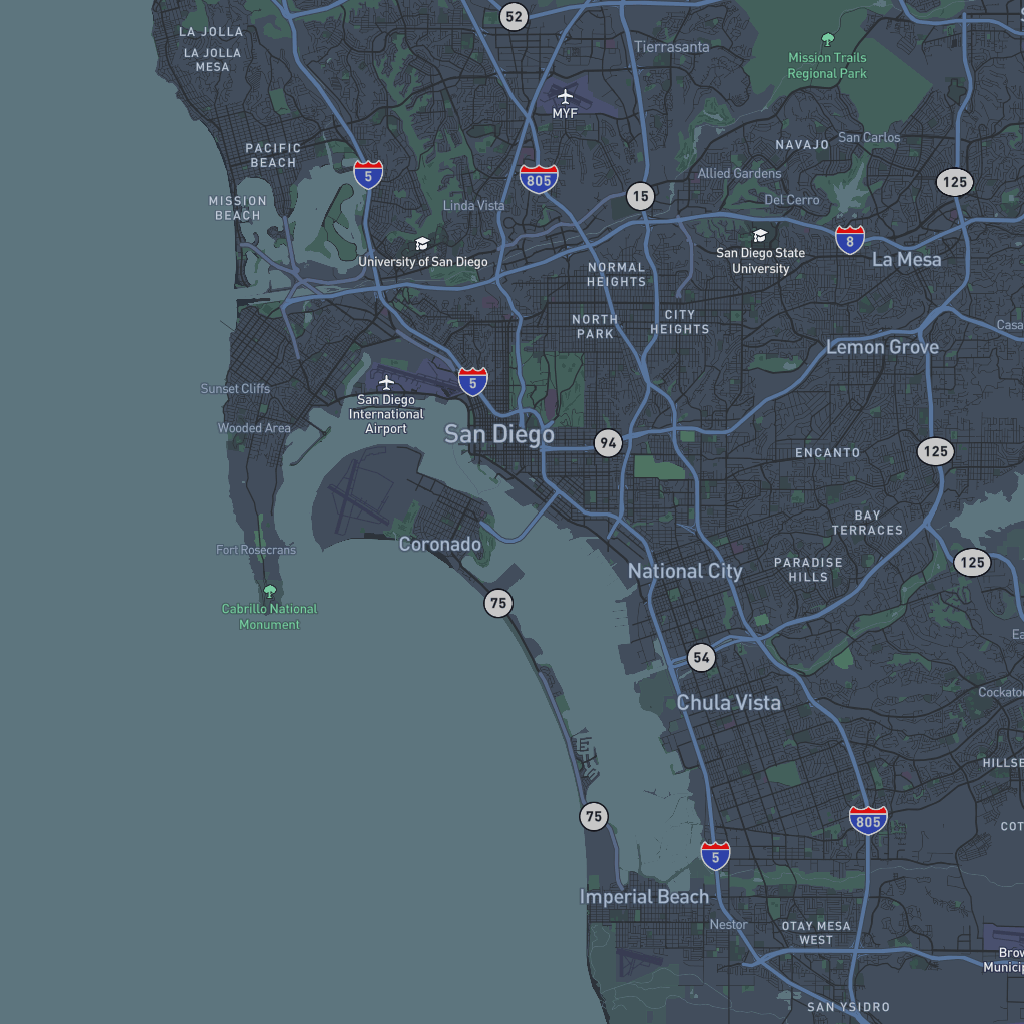 52
LA JOLLA
LA JOLLA
MESA
Tierrasanta
Mission Trails
Regional Park
MYF
PACIFIC
BEACH
NAVAJO
San Carlos
5
805
15
Allied Gardens
125
MISSION
BEACH
Linda Vista
Del Cerro
University of San Diego
San Diego State
University
8
La Mesa
NORMAL
HEIGHTS
NORTH
PARK
CITY
HEIGHTS
Casa
Lemon Grove
Sunset Cliffs
San Diego
International
Airport
5
Wooded Area
San Diego
94
ENCANTO
125
BAY
TERRACES
Fort Rosecrans
Coronado
National City
PARADISE
HILLS
125
Cabrillo National
Monument
75
54
Ea
Chula Vista
Cockatoo
HILLSE
75
805
COT
5
Imperial Beach
Nestor
OTAY MESA
WEST
Brow
Municip
SAN YSIDRO